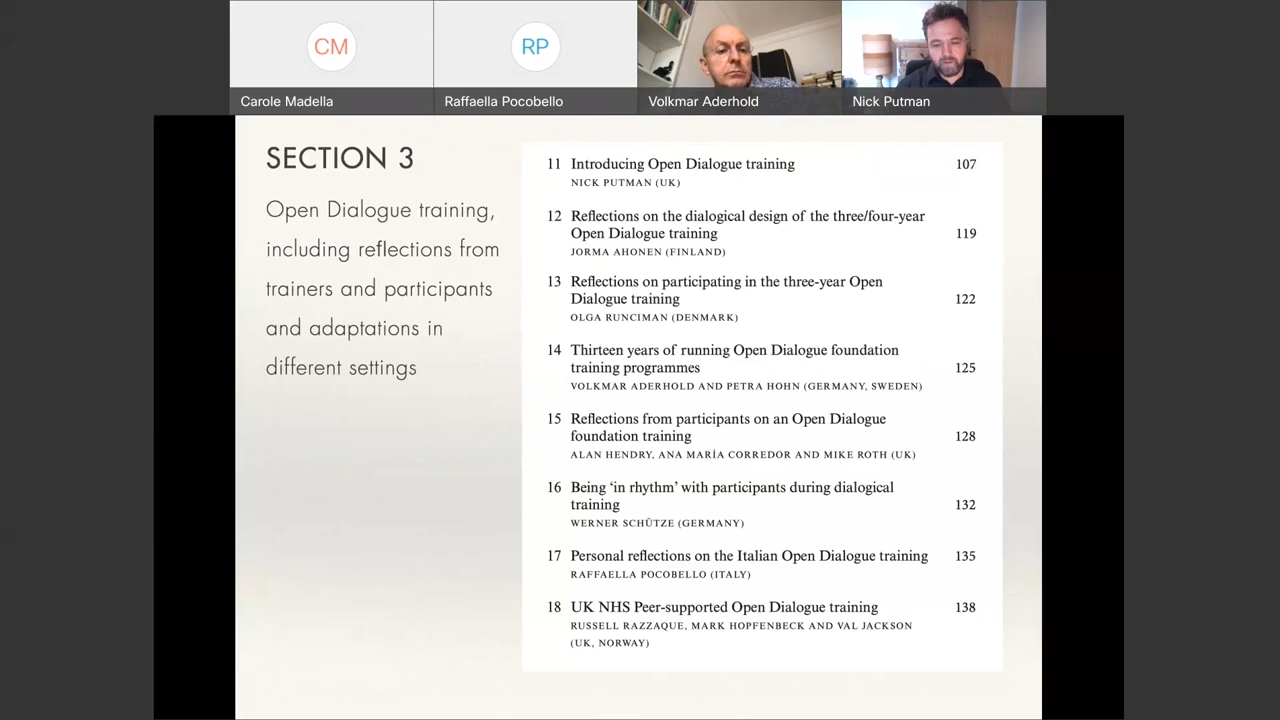 CM
RP
Carole Madella
Raffaella Pocobello
Volkmar Aderhold
Nick Putman
SECTION 3
Open Dialogue training,
including reflections from
trainers and participants
and adaptations in
different settings
11 Introducing Open Dialogue training 107
NICK PUTMAN (UK)
12 Reflections on the dialogical design of the three/four-year
Open Dialogue training 119
JORMA AHONEN (FINLAND)
13 Reflections on participating in the three-year Open
Dialogue training 122
OLGA RUNCIMAN (DENMARK)
14 Thirteen years of running Open Dialogue foundation
training programmes 125
VOLKMAR ADERHOLD AND PETRA HOHN (GERMANY, SWEDEN)
15 Reflections from participants on an Open Dialogue
foundation training 128
ALAN HENDRY, ANA MARÍA CORREDOR AND MIKE ROTH (UK)
16 Being ‘in rhythm’ with participants during dialogical
training 132
WERNER SCHÜTZE (GERMANY)
17 Personal reflections on the Italian Open Dialogue training 135
RAFFAELLA POCOBELLO (ITALY)
18 UK NHS Peer-supported Open Dialogue training 138
RUSSELL RAZZAQUE, MARK HOPFENBECK AND VAL JACKSON
(UK, NORWAY)